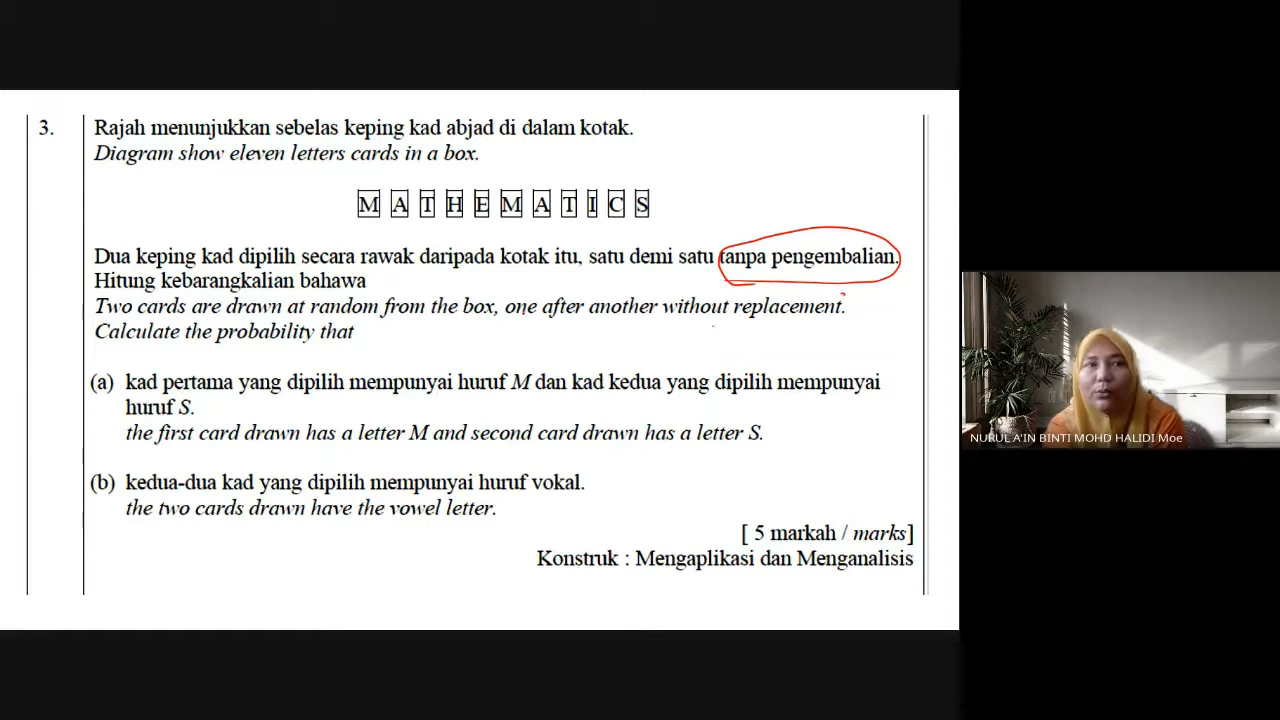 3. Rajah menunjukkan sebelas keping kad abjad di dalam kotak.
Diagram show eleven letters cards in a box.
M A T H E M A T I C S
Dua keping kad dipilih secara rawak daripada kotak itu, satu demi satu tanpa pengembalian.
Hitung kebarangkalian bahawa
Two cards are drawn at random from the box, one after another without replacement.
Calculate the probability that
(a) kad pertama yang dipilih mempunyai huruf M dan kad kedua yang dipilih mempunyai
huruf S.
the first card drawn has a letter M and second card drawn has a letter S.
(b) kedua-dua kad yang dipilih mempunyai huruf vokal.
the two cards drawn have the vowel letter.
[ 5 markah / marks]
Konstruk : Mengaplikasi dan Menganalisis
NURUL A'IN BINTI MOHD HALIDI Moe